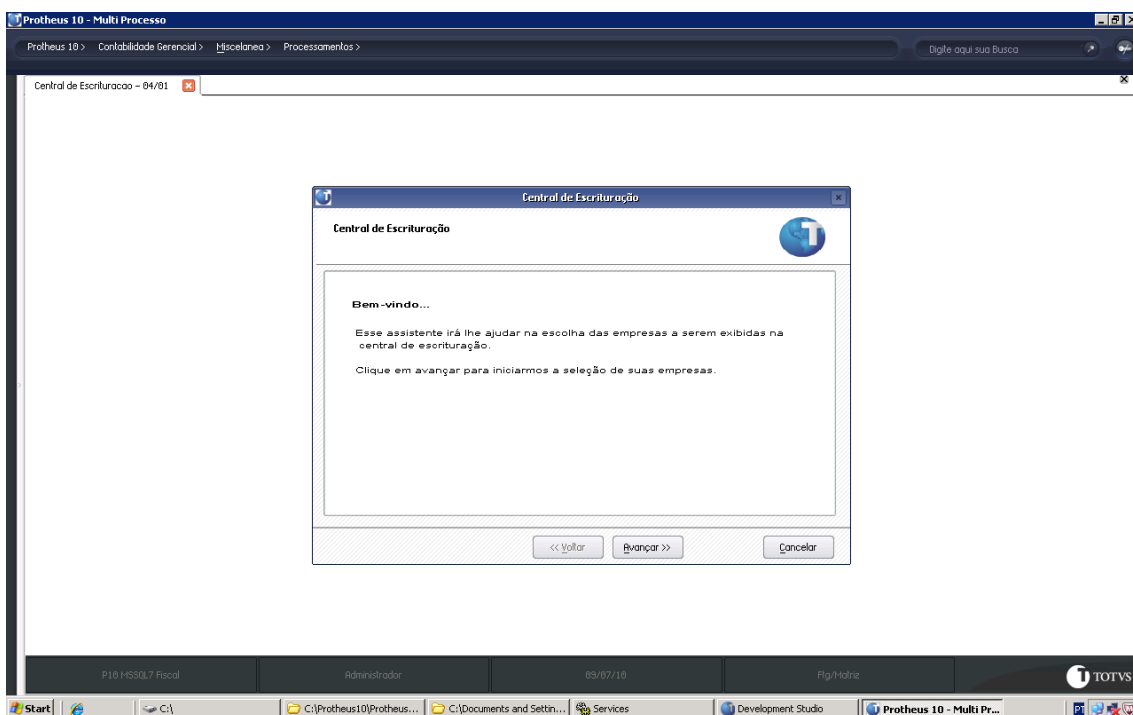 Protheus 10 - Multi Processo
Protheus 10 > Contabilidade Gerencial > Miscelanea > Processamentos >
Digite aqui sua Busca
Central de Escrituracao - 04/01
Central de Escrituração
Central de Escrituração
Bem-vindo...
Esse assistente irá lhe ajudar na escolha das empresas a serem exibidas na
central de escrituração.
Clique em avançar para iniciarmos a seleção de suas empresas.
<< Voltar
Avançar >>
Cancelar
P10 MSSQL7 Fiscal
Administrador
09/07/10
Flg/Matriz
TOTVS
Start
C:\
C:\Protheus10\Protheus...
C:\Documents and Settin...
Services
Development Studio
Protheus 10 - Multi Pr...
PT